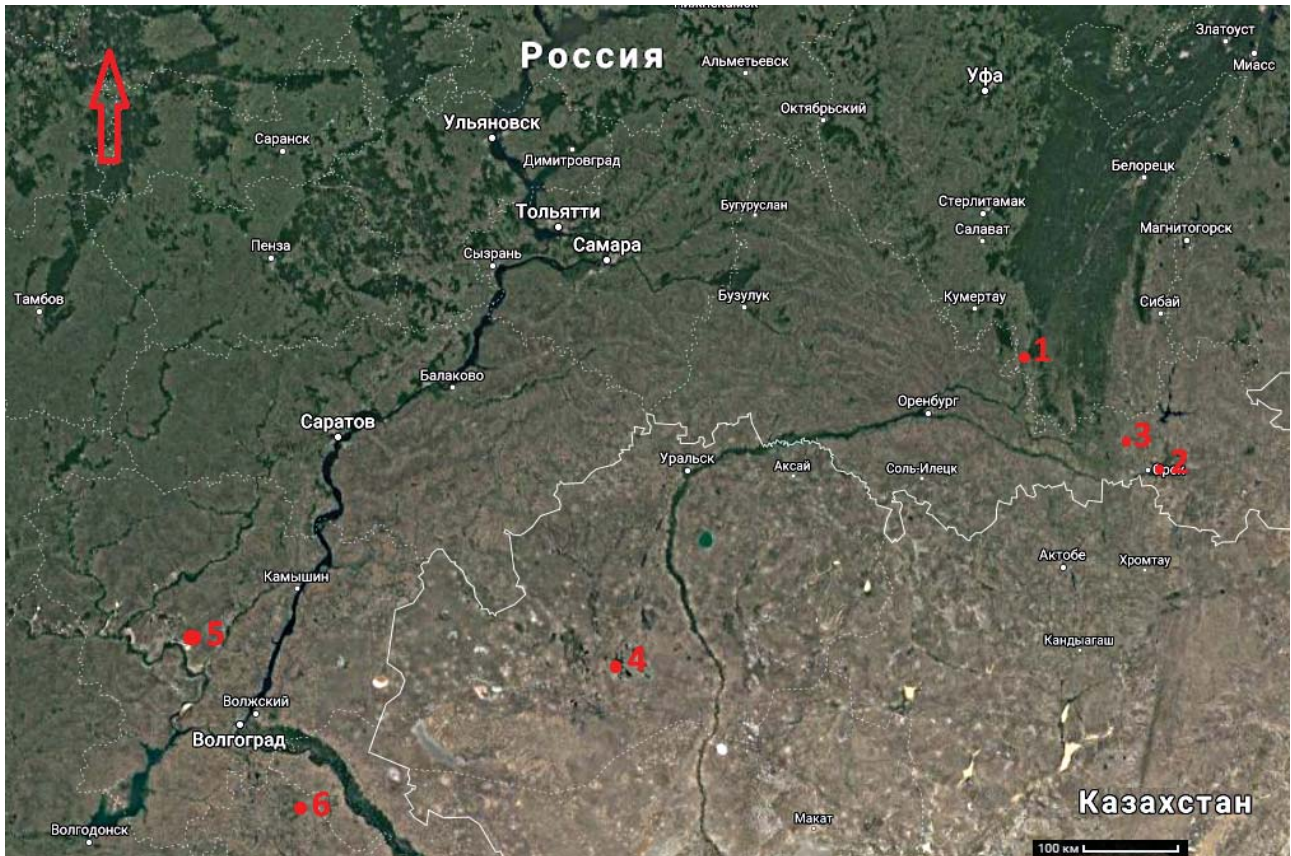 Нижнекамск
Златоуст
Россия
Альметьевск
Миасс
Уфа
Октябрьский
Ульяновск
Саранск
Димитровград
Белорецк
Стерлитамак
Тольятти
Бугуруслан
Салават
Магнитогорск
Пенза
Сызрань
Самара
Тамбов
Бузулук
Кумертау
Сибай
1
Балаково
Оренбург
Саратов
3
Уральск
Аксай
Соль-Илецк
Орск
2
Актобе
Хромтау
Камышин
5
Кандыагаш
4
Волжский
Волгоград
6
Казахстан
Волгодонск
Макат
100 км